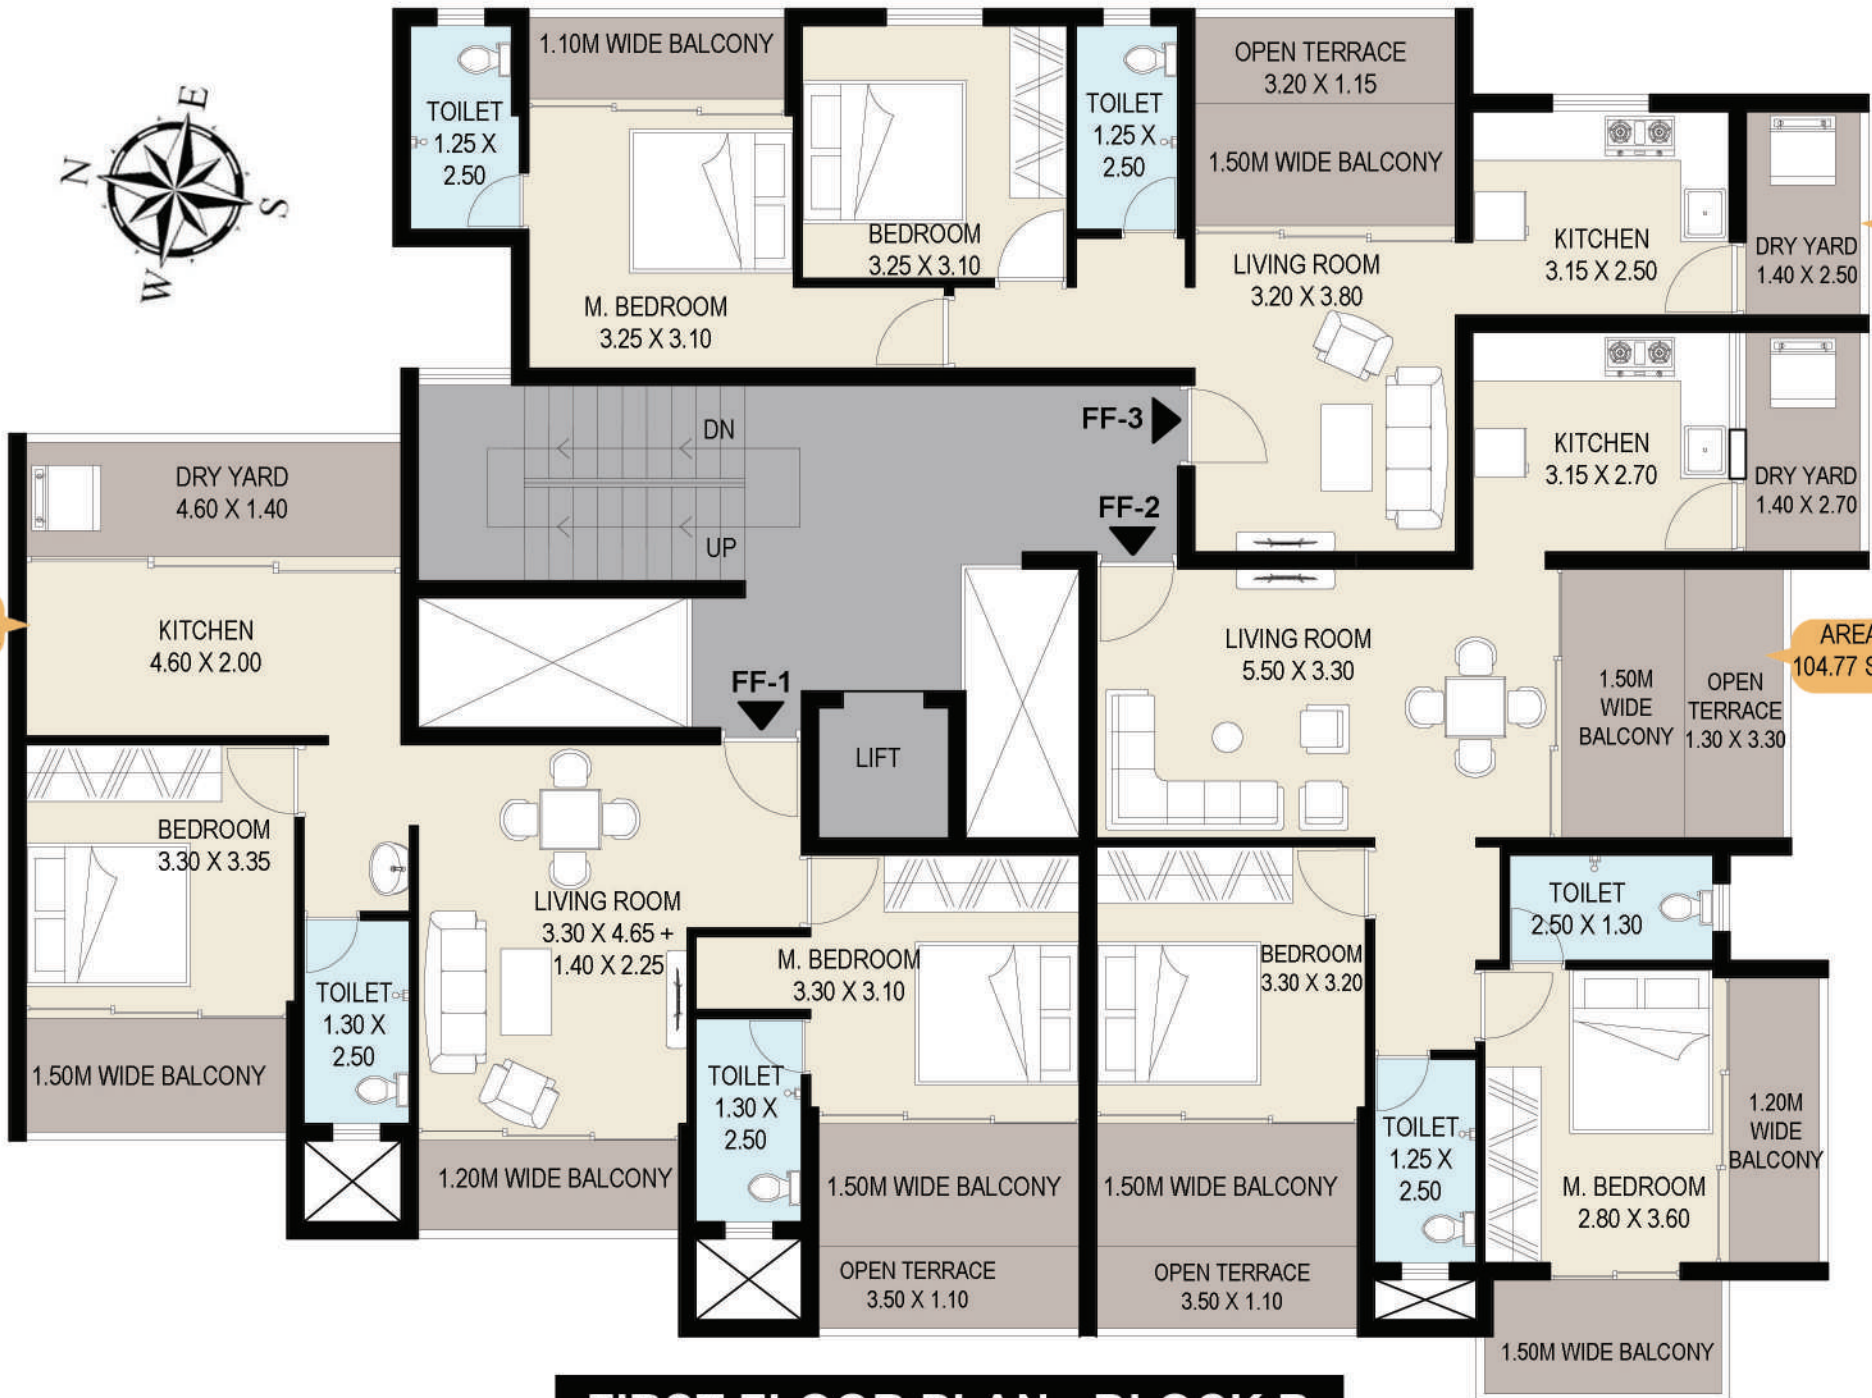 1.10M WIDE BALCONY
TOILET
1.25 X
2.50
TOILET
1.25 X
2.50
OPEN TERRACE
3.20 X 1.15
1.50M WIDE BALCONY
N
E
S
W
BEDROOM
3.25 X 3.10
M. BEDROOM
3.25 X 3.10
LIVING ROOM
3.20 X 3.80
KITCHEN
3.15 X 2.50
DRY YARD
1.40 X 2.50
FF-3
DN
UP
FF-2
KITCHEN
3.15 X 2.70
DRY YARD
1.40 X 2.70
DRY YARD
4.60 X 1.40
KITCHEN
4.60 X 2.00
FF-1
LIFT
LIVING ROOM
5.50 X 3.30
1.50M
WIDE
BALCONY
OPEN
TERRACE
1.30 X 3.30
AREA
104.77 S
BEDROOM
3.30 X 3.35
LIVING ROOM
3.30 X 4.65 +
1.40 X 2.25
M. BEDROOM
3.30 X 3.10
BEDROOM
3.30 X 3.20
TOILET
2.50 X 1.30
TOILET
1.30 X
2.50
1.50M WIDE BALCONY
TOILET
1.30 X
2.50
TOILET
1.25 X
2.50
M. BEDROOM
2.80 X 3.60
1.20M
WIDE
BALCONY
1.20M WIDE BALCONY
1.50M WIDE BALCONY
1.50M WIDE BALCONY
OPEN TERRACE
3.50 X 1.10
OPEN TERRACE
3.50 X 1.10
1.50M WIDE BALCONY
FIRST FLOOR PLAN - BLOCK